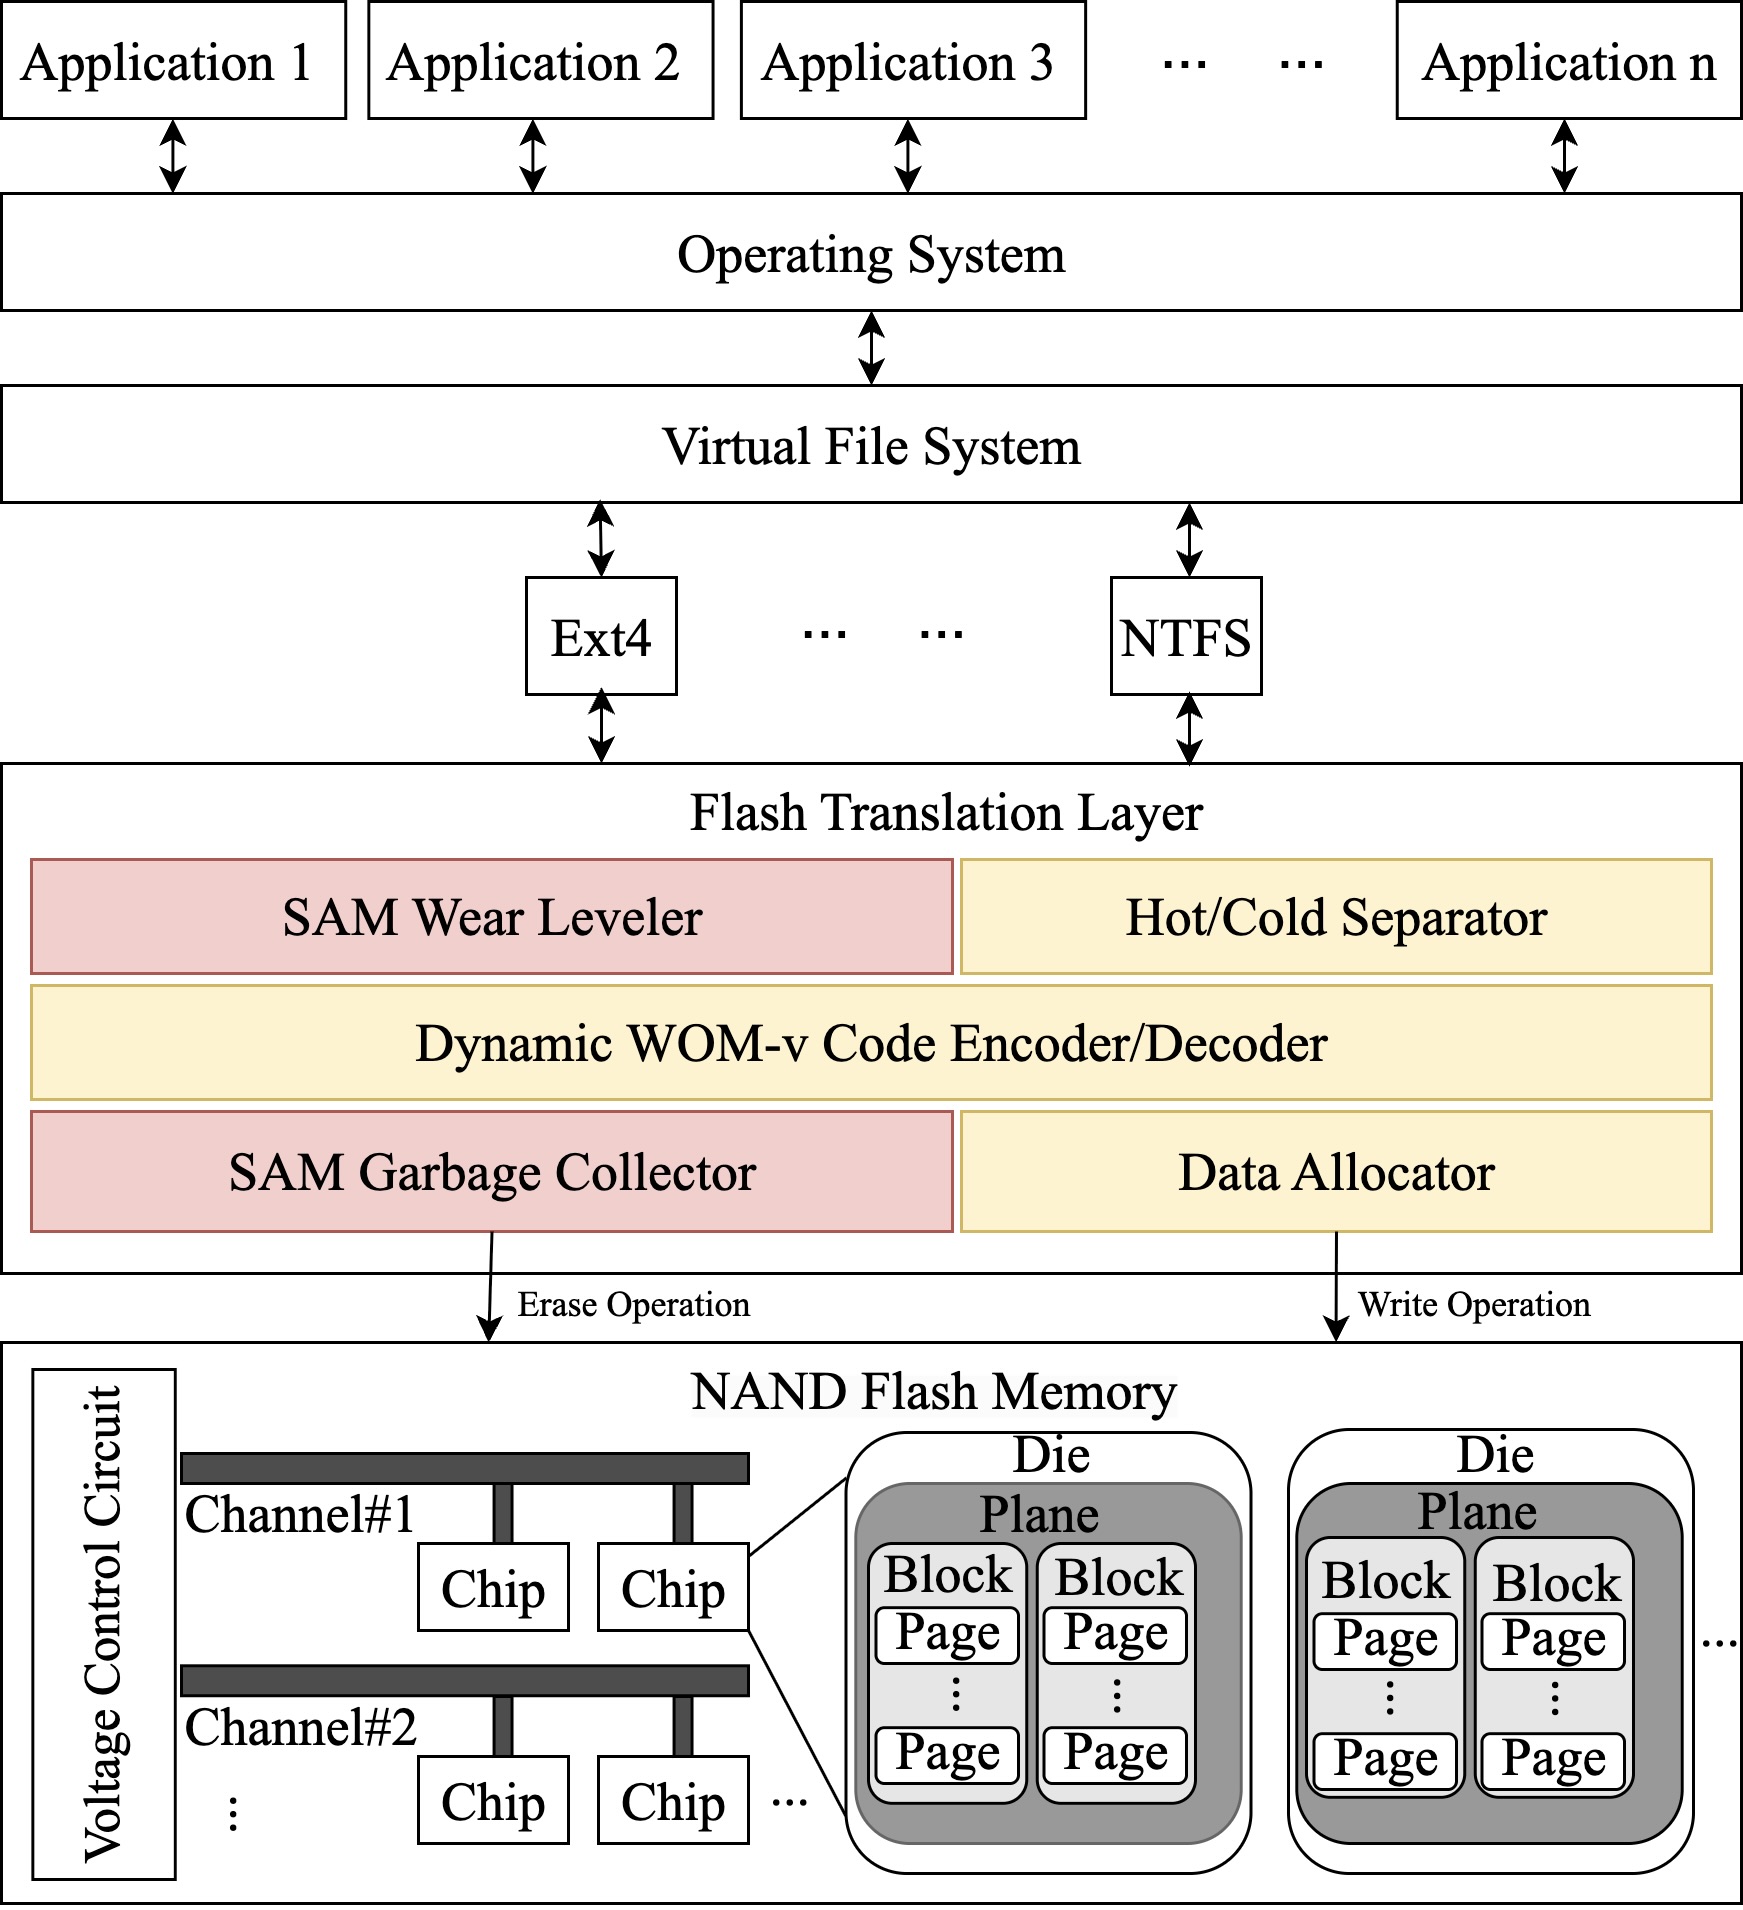 Application 1
Application 2
Application 3
... ...
Application n
Operating System
Virtual File System
Ext4
... ...
NTFS
Flash Translation Layer
SAM Wear Leveler
Hot/Cold Separator
Dynamic WOM-v Code Encoder/Decoder
SAM Garbage Collector
Data Allocator
Erase Operation
Write Operation
NAND Flash Memory
Voltage Control Circuit
Channel#1
Chip
Chip
Channel#2
Chip
Chip
...
Die
Plane
Block
Page
Page
Block
Page
Page
Die
Plane
Block
Page
Page
Block
Page
Page
...